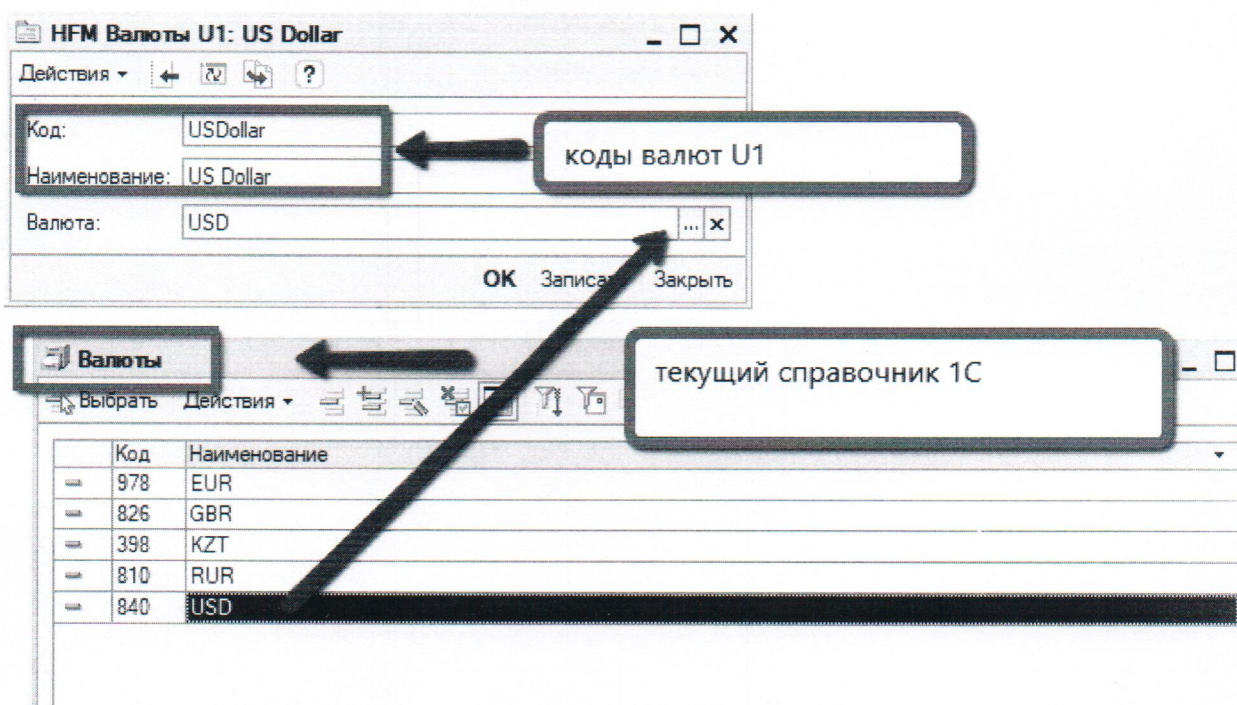 HFM Валюты U1: US Dollar
Действия
Код: USDollar
коды валют U1
Наименование: US Dollar
Валюта: USD
OK Закрыть
Валюты
текущий справочник 1С
Выбрать Действия
Код Наименование
978 EUR
826 GBR
398 KZT
810 RUR
840 USD